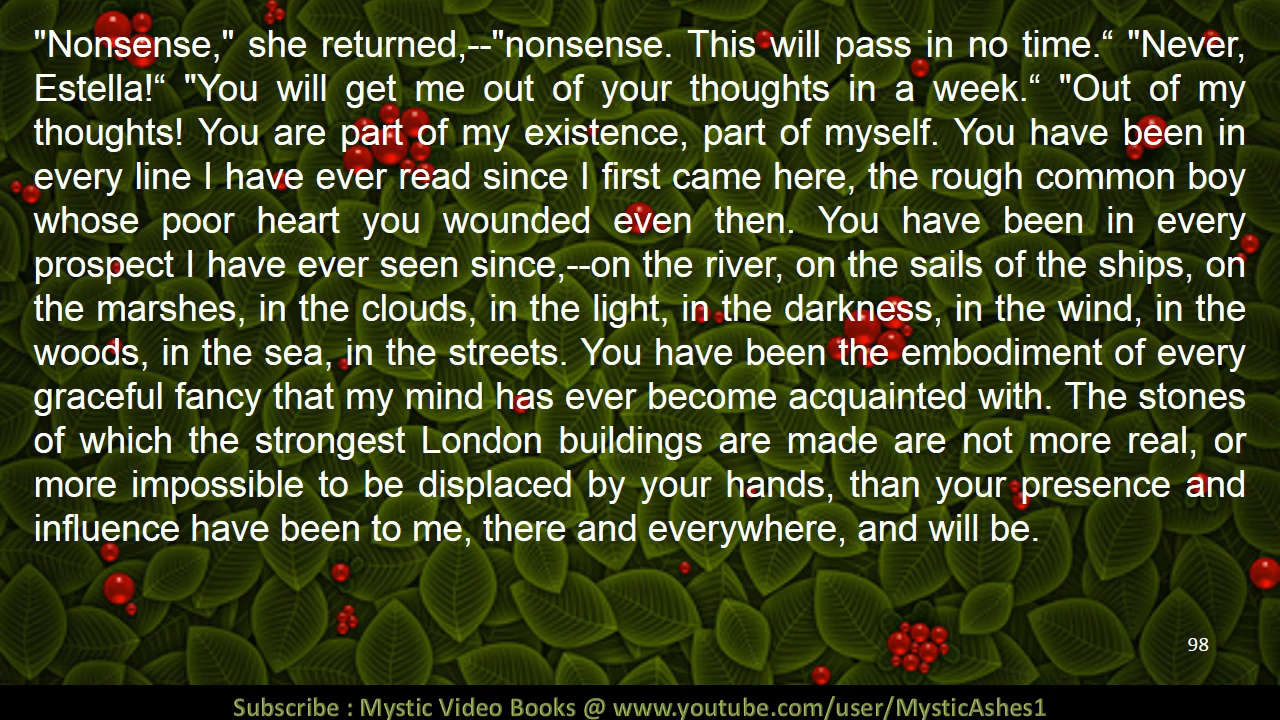 "Nonsense," she returned,--"nonsense. This will pass in no time.“ "Never,
Estella!“ "You will get me out of your thoughts in a week.“ "Out of my
thoughts! You are part of my existence, part of myself. You have been in
every line I have ever read since I first came here, the rough common boy
whose poor heart you wounded even then. You have been in every
prospect I have ever seen since,--on the river, on the sails of the ships, on
the marshes, in the clouds, in the light, in the darkness, in the wind, in the
woods, in the sea, in the streets. You have been the embodiment of every
graceful fancy that my mind has ever become acquainted with. The stones
of which the strongest London buildings are made are not more real, or
more impossible to be displaced by your hands, than your presence and
influence have been to me, there and everywhere, and will be.
98
Subscribe : Mystic Video Books @ www.youtube.com/user/MysticAshes1